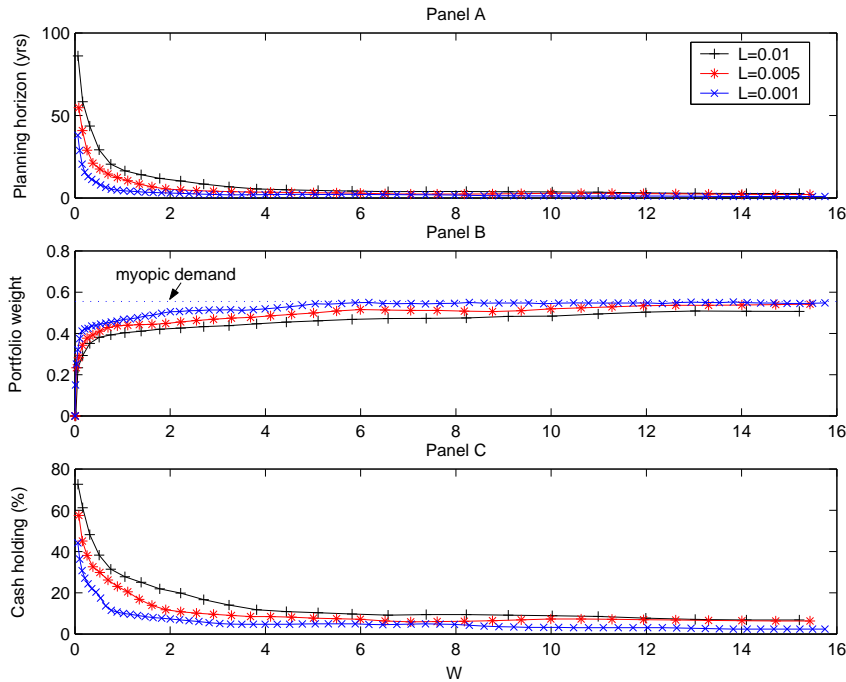 Panel A
Planning horizon (yrs)
100
50
0
L=0.01
L=0.005
L=0.001
0 2 4 6 8 10 12 14 16
Panel B
Portfolio weight
0.8
0.6
0.4
0.2
0
myopic demand
0 2 4 6 8 10 12 14 16
Panel C
Cash holding (%)
80
60
40
20
0
0 2 4 6 8 10 12 14 16
W